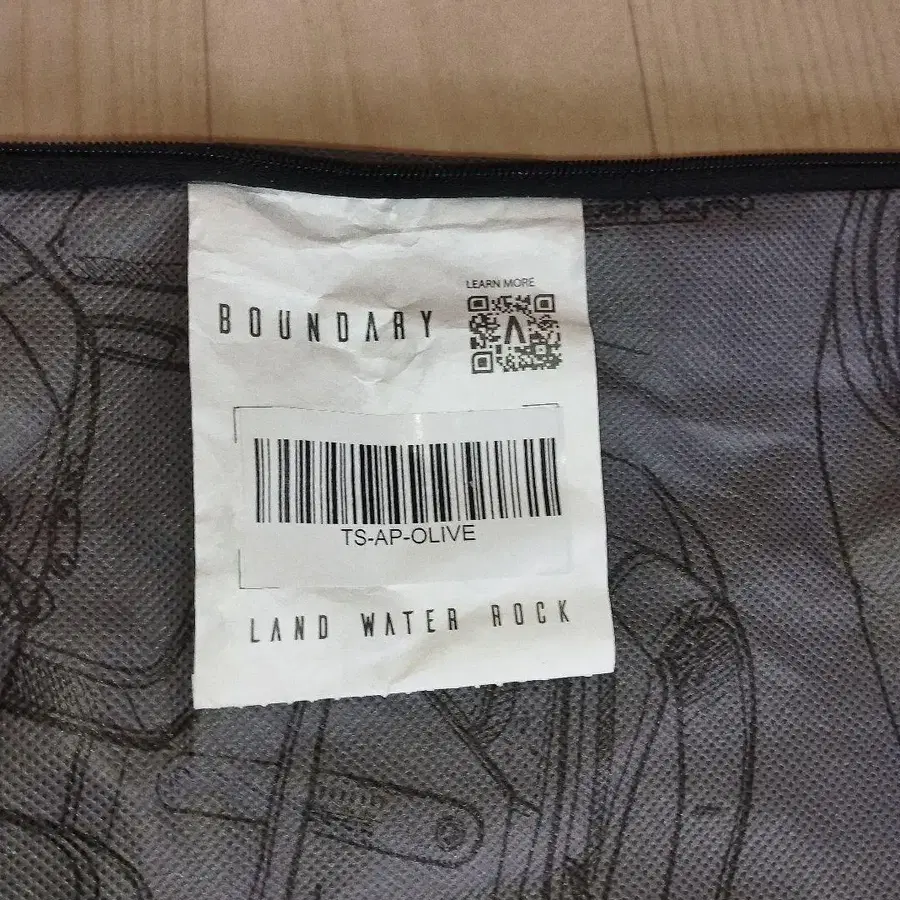 LEARN MORE
BOUNDARY
TS-AP-OLIVE
LAND WATER ROCK